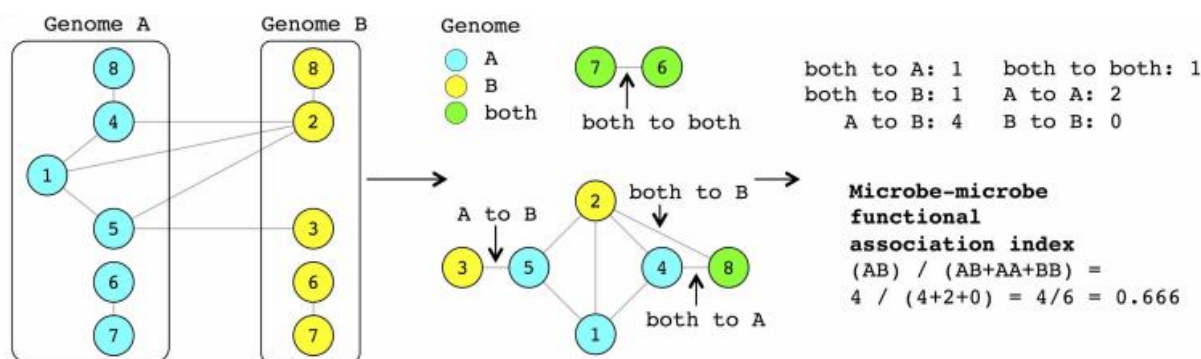 Genome A
Genome B
8
4
1
5
6
7
8
2
3
6
7
Genome
A
B
both
7 6
both to both
both to B
A to B
2
3 5 4 8
both to A
1
both to A: 1 both to both: 1
both to B: 1 A to A: 2
A to B: 4 B to B: 0
Microbe-microbe
functional
association index
(AB) / (AB+AA+BB) =
4 / (4+2+0) = 4/6 = 0.666